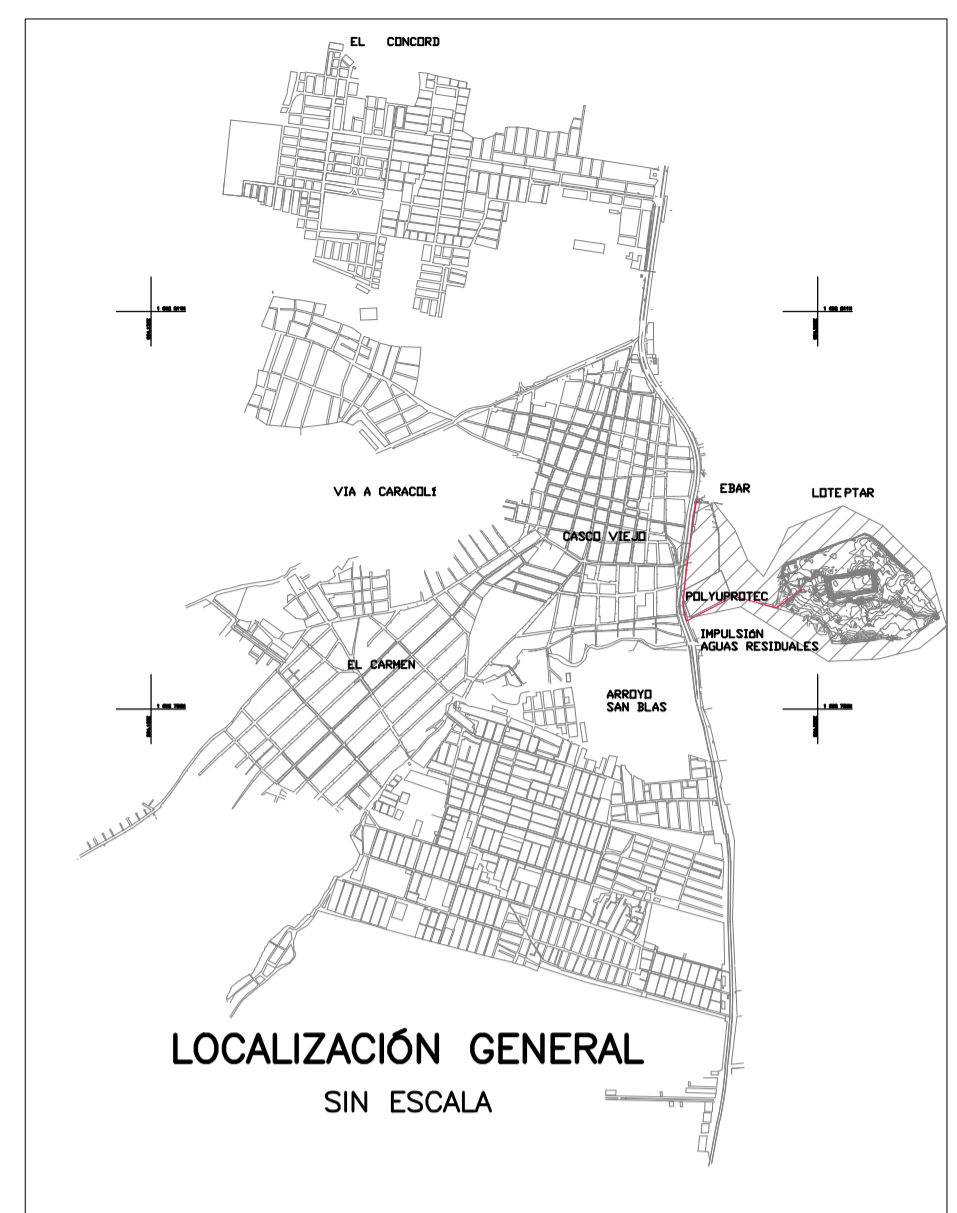 EL CONCORD
VIA A CARACOLí
EBAR
LOTE PTAR
CASCO VIEJO
POLYUPROTEC
IMPULSIóN
AGUAS RESIDUALES
EL CARMEN
ARROYO
SAN BLAS
LOCALIZACIóN GENERAL
SIN ESCALA